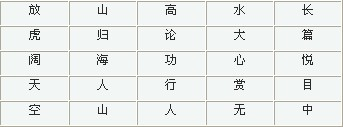 放 山 高 水 长
虎 归 论 大 篇
阔 海 功 心 悦
天 人 行 赏 目
空 山 人 无 中